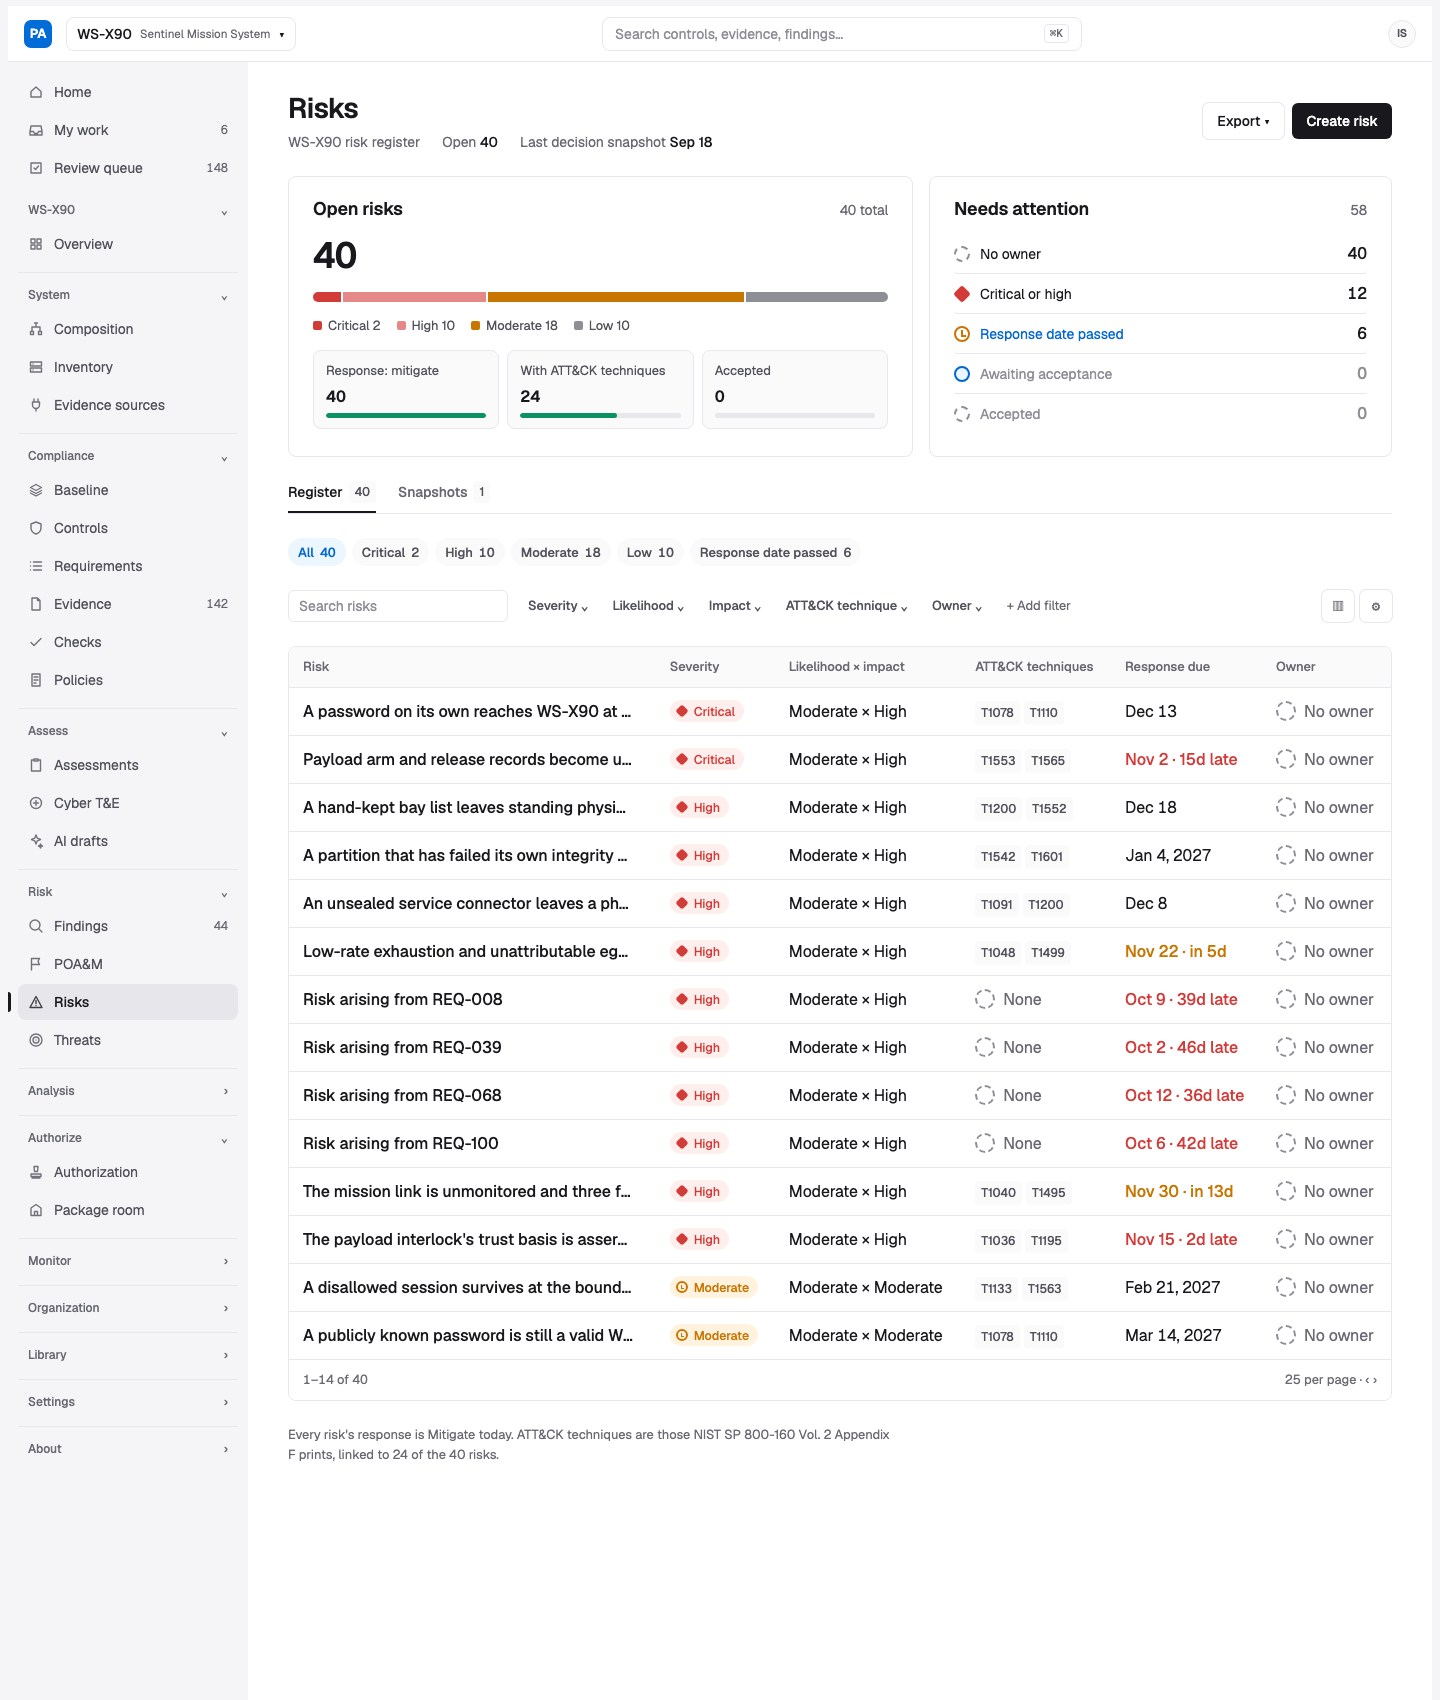 PA WS-X90 Sentinel Mission System ▾ Search controls, evidence, findings... ⌘K IS
Home
My work 6
Review queue 148
WS-X90
Overview
System
Composition
Inventory
Evidence sources
Compliance
Baseline
Controls
Requirements
Evidence 142
Checks
Policies
Assess
Assessments
Cyber T&E
AI drafts
Risk
Findings 44
POA&M
Risks
Threats
Analysis ›
Authorize
Authorization
Package room
Monitor ›
Organization ›
Library ›
Settings ›
About ›
Risks
WS-X90 risk register Open 40 Last decision snapshot Sep 18
Export ▾ Create risk
Open risks 40 total
40
Critical 2 High 10 Moderate 18 Low 10
Response: mitigate
40
With ATT&CK techniques
24
Accepted
0
Needs attention 58
No owner 40
Critical or high 12
Response date passed 6
Awaiting acceptance 0
Accepted 0
Register 40 Snapshots 1
All 40 Critical 2 High 10 Moderate 18 Low 10 Response date passed 6
Search risks Severity Likelihood Impact ATT&CK technique Owner + Add filter
Risk Severity Likelihood × impact ATT&CK techniques Response due Owner
A password on its own reaches WS-X90 at ... Critical Moderate × High T1078 T1110 Dec 13 No owner
Payload arm and release records become u... Critical Moderate × High T1553 T1565 Nov 2 · 15d late No owner
A hand-kept bay list leaves standing physi... High Moderate × High T1200 T1552 Dec 18 No owner
A partition that has failed its own integrity ... High Moderate × High T1542 T1601 Jan 4, 2027 No owner
An unsealed service connector leaves a ph... High Moderate × High T1091 T1200 Dec 8 No owner
Low-rate exhaustion and unattributable eg... High Moderate × High T1048 T1499 Nov 22 · in 5d No owner
Risk arising from REQ-008 High Moderate × High None Oct 9 · 39d late No owner
Risk arising from REQ-039 High Moderate × High None Oct 2 · 46d late No owner
Risk arising from REQ-068 High Moderate × High None Oct 12 · 36d late No owner
Risk arising from REQ-100 High Moderate × High None Oct 6 · 42d late No owner
The mission link is unmonitored and three f... High Moderate × High T1040 T1495 Nov 30 · in 13d No owner
The payload interlock's trust basis is asser... High Moderate × High T1036 T1195 Nov 15 · 2d late No owner
A disallowed session survives at the bound... Moderate Moderate × Moderate T1133 T1563 Feb 21, 2027 No owner
A publicly known password is still a valid W... Moderate Moderate × Moderate T1078 T1110 Mar 14, 2027 No owner
1–14 of 40 25 per page · ‹ ›
Every risk's response is Mitigate today. ATT&CK techniques are those NIST SP 800-160 Vol. 2 Appendix
F prints, linked to 24 of the 40 risks.